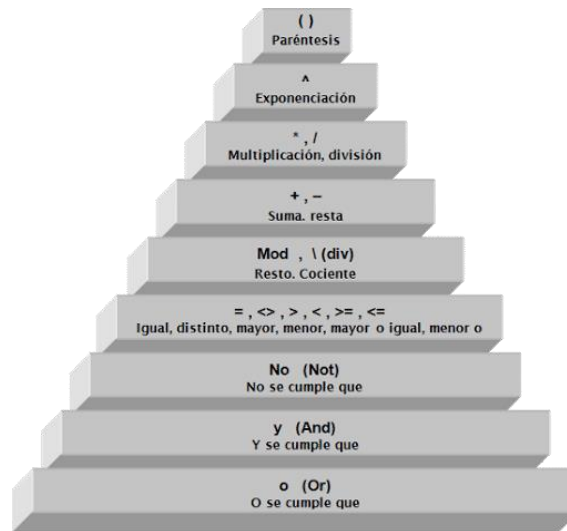 ( )
Paréntesis
^
Exponenciación
* , /
Multiplicación, división
+ , –
Suma. resta
Mod , \ (div)
Resto. Cociente
= , <> , > , < , >= , <=
Igual, distinto, mayor, menor, mayor o igual, menor o
No (Not)
No se cumple que
y (And)
Y se cumple que
o (Or)
O se cumple que